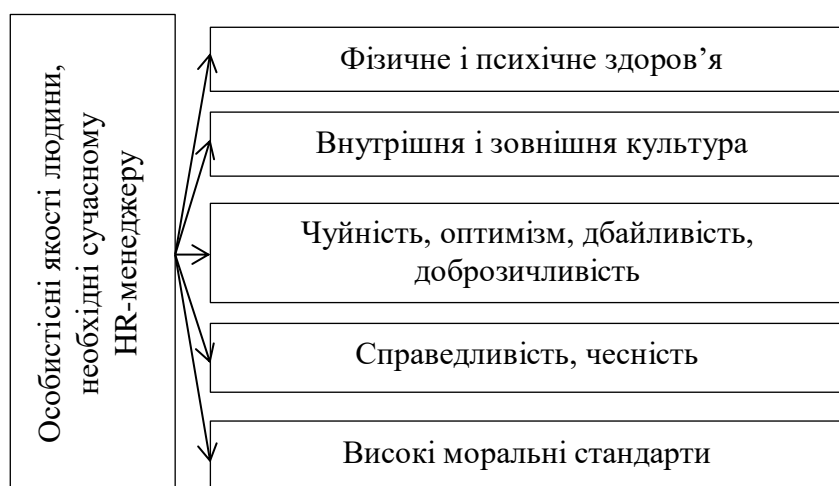 Особистісні якості людини,
необхідні сучасному
HR-менеджеру
Фізичне і психічне здоров’я
Внутрішня і зовнішня культура
Чуйність, оптимізм, дбайливість,
доброзичливість
Справедливість, чесність
Високі моральні стандарти